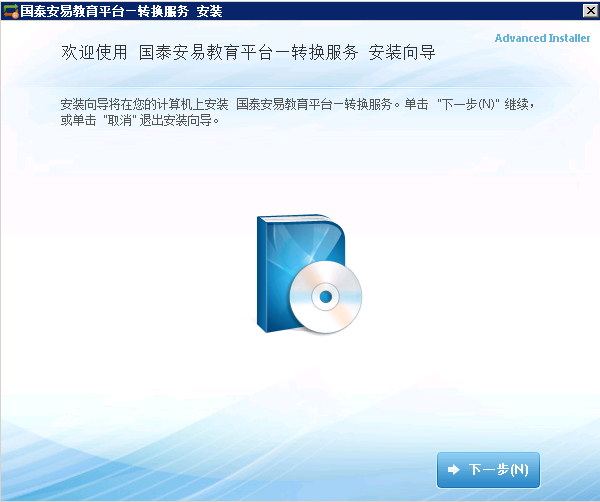 国泰安易教育平台—转换服务 安装
Advanced Installer
欢迎使用 国泰安易教育平台—转换服务 安装向导
安装向导将在您的计算机上安装 国泰安易教育平台—转换服务。单击 "下一步(N)" 继续，
或单击 "取消" 退出安装向导。
下一步(N)